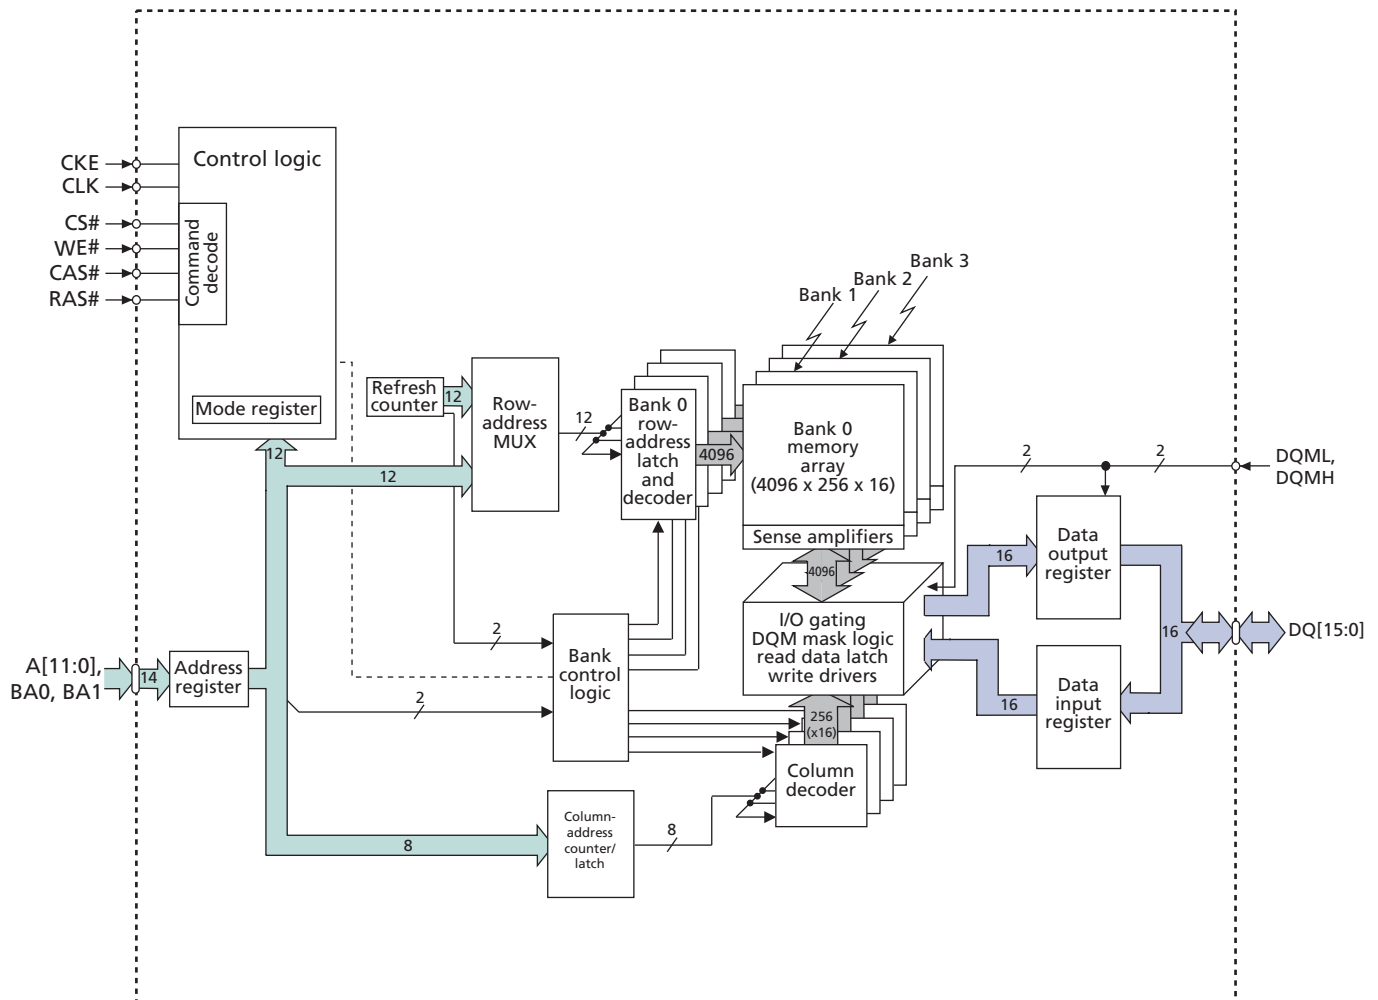 Control logic
CKE
CLK
CS#
WE#
CAS#
RAS#
Command
decode
Mode register
12
Bank 3
Bank 2
Bank 1
Refresh
counter
12
Row-
address
MUX
12
12
Bank 0
row-
address
latch
and
decoder
4096
Bank 0
memory
array
(4096 x 256 x 16)
Sense amplifiers
4096
I/O gating
DQM mask logic
read data latch
write drivers
2
2
DQML,
DQMH
Data
output
register
16
16
DQ[15:0]
Data
input
register
16
A[11:0],
BA0, BA1
14
Address
register
2
2
Bank
control
logic
256
(x16)
Column
decoder
8
Column-
address
counter/
latch
8